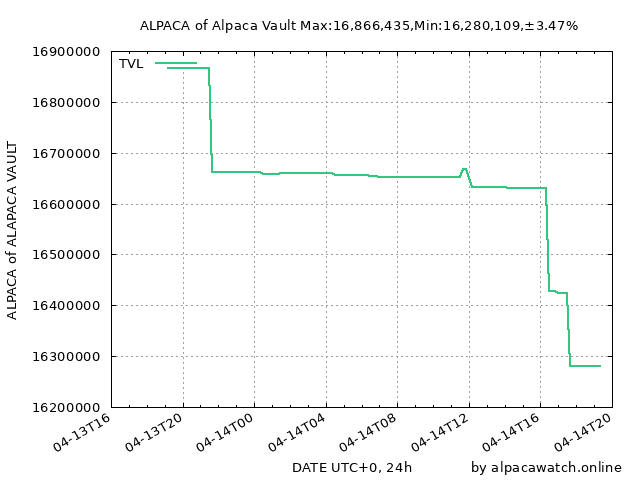 ALPACA of Alpaca Vault Max:16,866,435,Min:16,280,109,±3.47%
TVL
16900000
16800000
16700000
16600000
16500000
16400000
16300000
16200000
ALPACA of ALAPACA VAULT
04-13T16
04-13T20
04-14T00
04-14T04
04-14T08
04-14T12
04-14T16
04-14T20
DATE UTC+0, 24h
by alpacawatch.online